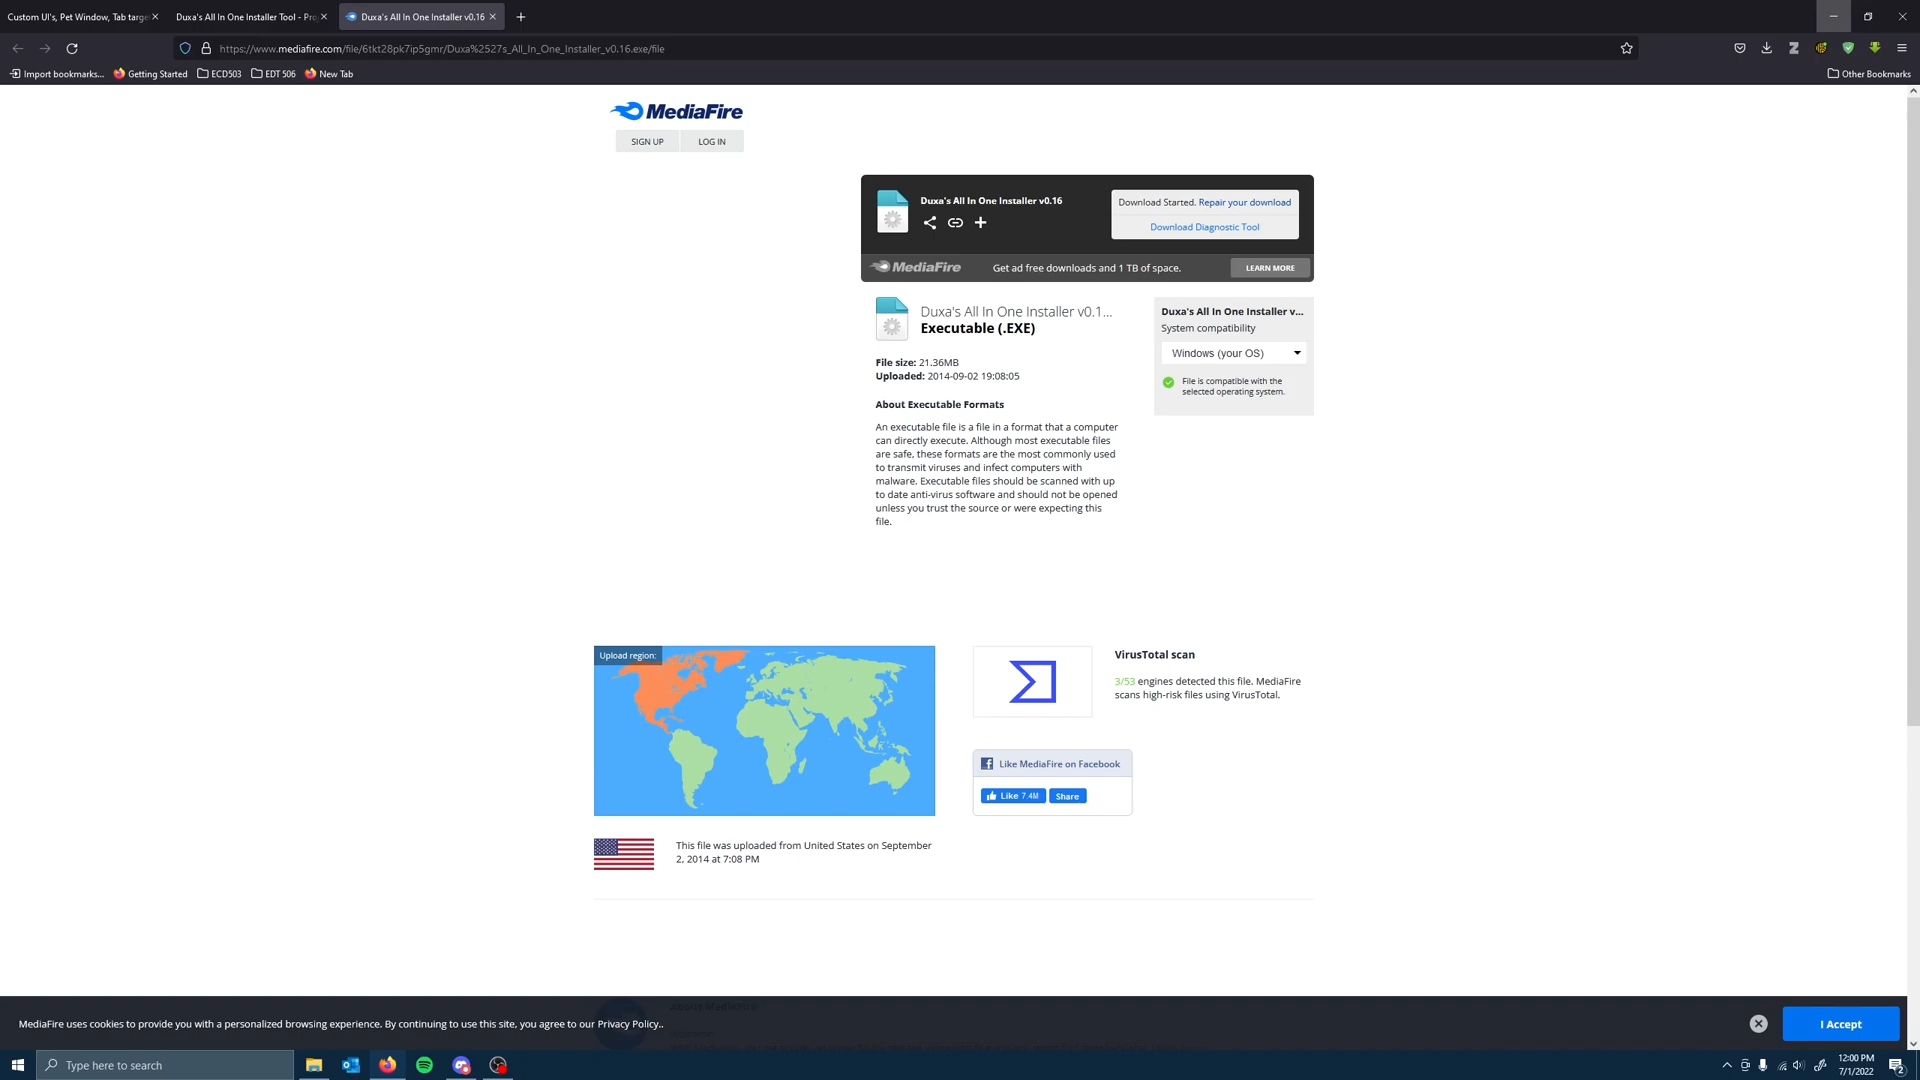 Custom UI's, Pet Window, Tab targe
Duxa's All In One Installer Tool - Pro
Duxa's All In One Installer v0.16
https://www.mediafire.com/file/6tkt28pk7ip5gmr/Duxa%2527s_All_In_One_Installer_v0.16.exe/file
Import bookmarks...
Getting Started
ECD503
EDT 506
New Tab
Other Bookmarks
MediaFire
SIGN UP
LOG IN
Duxa's All In One Installer v0.16
Download Started. Repair your download
Download Diagnostic Tool
MediaFire
Get ad free downloads and 1 TB of space.
LEARN MORE
Duxa's All In One Installer v0.1...
Executable (.EXE)
File size: 21.36MB
Uploaded: 2014-09-02 19:08:05
About Executable Formats
An executable file is a file in a format that a computer
can directly execute. Although most executable files
are safe, these formats are the most commonly used
to transmit viruses and infect computers with
malware. Executable files should be scanned with up
to date anti-virus software and should not be opened
unless you trust the source or were expecting this
file.
Duxa's All In One Installer v...
System compatibility
Windows (your OS)
File is compatible with the
selected operating system.
Upload region:
VirusTotal scan
3/53 engines detected this file. MediaFire
scans high-risk files using VirusTotal.
Like MediaFire on Facebook
Like 7.4M
Share
This file was uploaded from United States on September
2, 2014 at 7:08 PM
MediaFire uses cookies to provide you with a personalized browsing experience. By continuing to use this site, you agree to our Privacy Policy..
I Accept
Type here to search
12:00 PM
7/1/2022
2